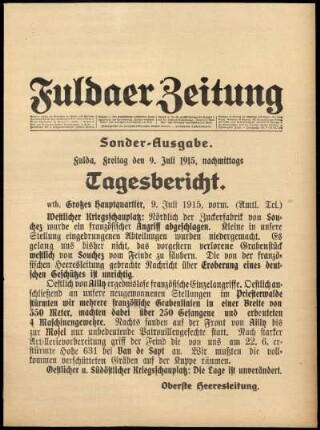 Fuldaer Zeitung
Sonder-Ausgabe.
Fulda, Freitag den 9. Juli 1915, nachmittags
Tagesbericht.
wtb. Großes Hauptquartier, 9. Juli 1915, vorm. (Amtl. Tel.)
Westlicher Kriegsschauplatz: Nördlich der Zuckerfabrik von Sou-
chez wurde ein französischer Angriff abgeschlagen. Kleine in unsere
Stellung eingedrungenen Abteilungen wurden niedergemacht. Es
gelang uns bisher nicht, das vorgestern verlorene Grabenstück
westlich von Souchez vom Feinde zu säubern. Die von der fran-
zösischen Heeresleitung gebrachte Nachricht über Eroberung eines deut-
schen Geschützes ist unrichtig.
Oestlich von Ailly ergebnislose französische Einzelangriffe. Oestlich an-
schließend an unsere neugewonnenen Stellungen im Priesterwalde
stürmten wir mehrere französische Grabenlinien in einer Breite von
350 Meter, machten dabei über 250 Gefangene und erbeuteten
4 Maschinengewehre. Nachts fanden auf der Front von Ailly bis
zur Mosel nur unbedeutende Vorpostengefechte statt. Nach starker
Artillerievorbereitung griff der Feind die von uns am 22. 6. er-
stürmte Höhe 631 bei Ban de Sapt an. Wir mußten die voll-
kommen verschütteten Gräben auf der Kuppe räumen.
Oestlicher u. Südöstlicher Kriegsschauplatz: Die Lage ist unverändert.
Oberste Heeresleitung.